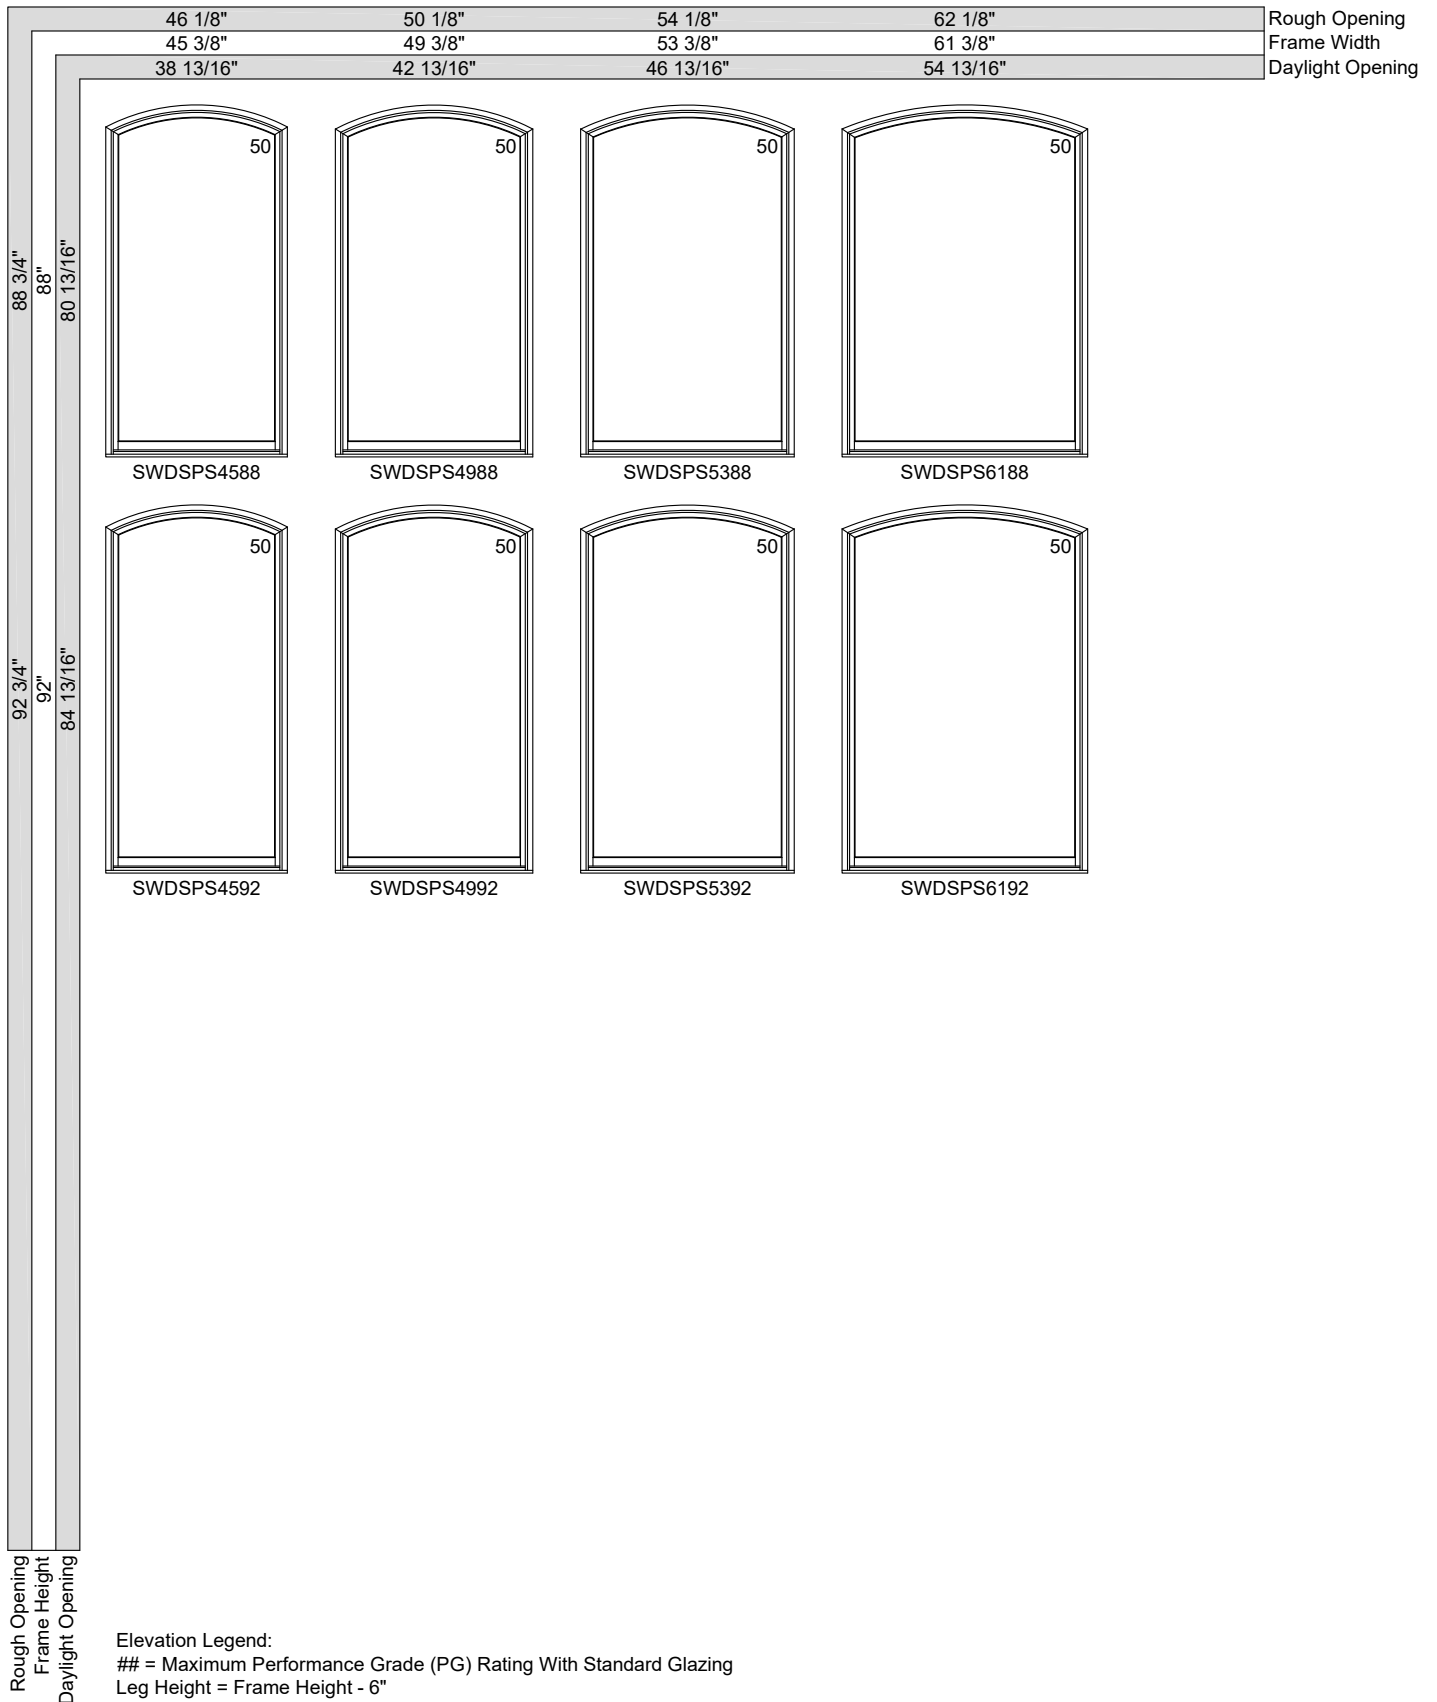 46 1/8" 50 1/8" 54 1/8" 62 1/8" Rough Opening
45 3/8" 49 3/8" 53 3/8" 61 3/8" Frame Width
38 13/16" 42 13/16" 46 13/16" 54 13/16" Daylight Opening
88 3/4"
88"
80 13/16"
50 50 50 50
SWDSPS4588 SWDSPS4988 SWDSPS5388 SWDSPS6188
92 3/4"
92"
84 13/16"
50 50 50 50
SWDSPS4592 SWDSPS4992 SWDSPS5392 SWDSPS6192
Rough Opening
Frame Height
Daylight Opening
Elevation Legend:
## = Maximum Performance Grade (PG) Rating With Standard Glazing
Leg Height = Frame Height - 6"